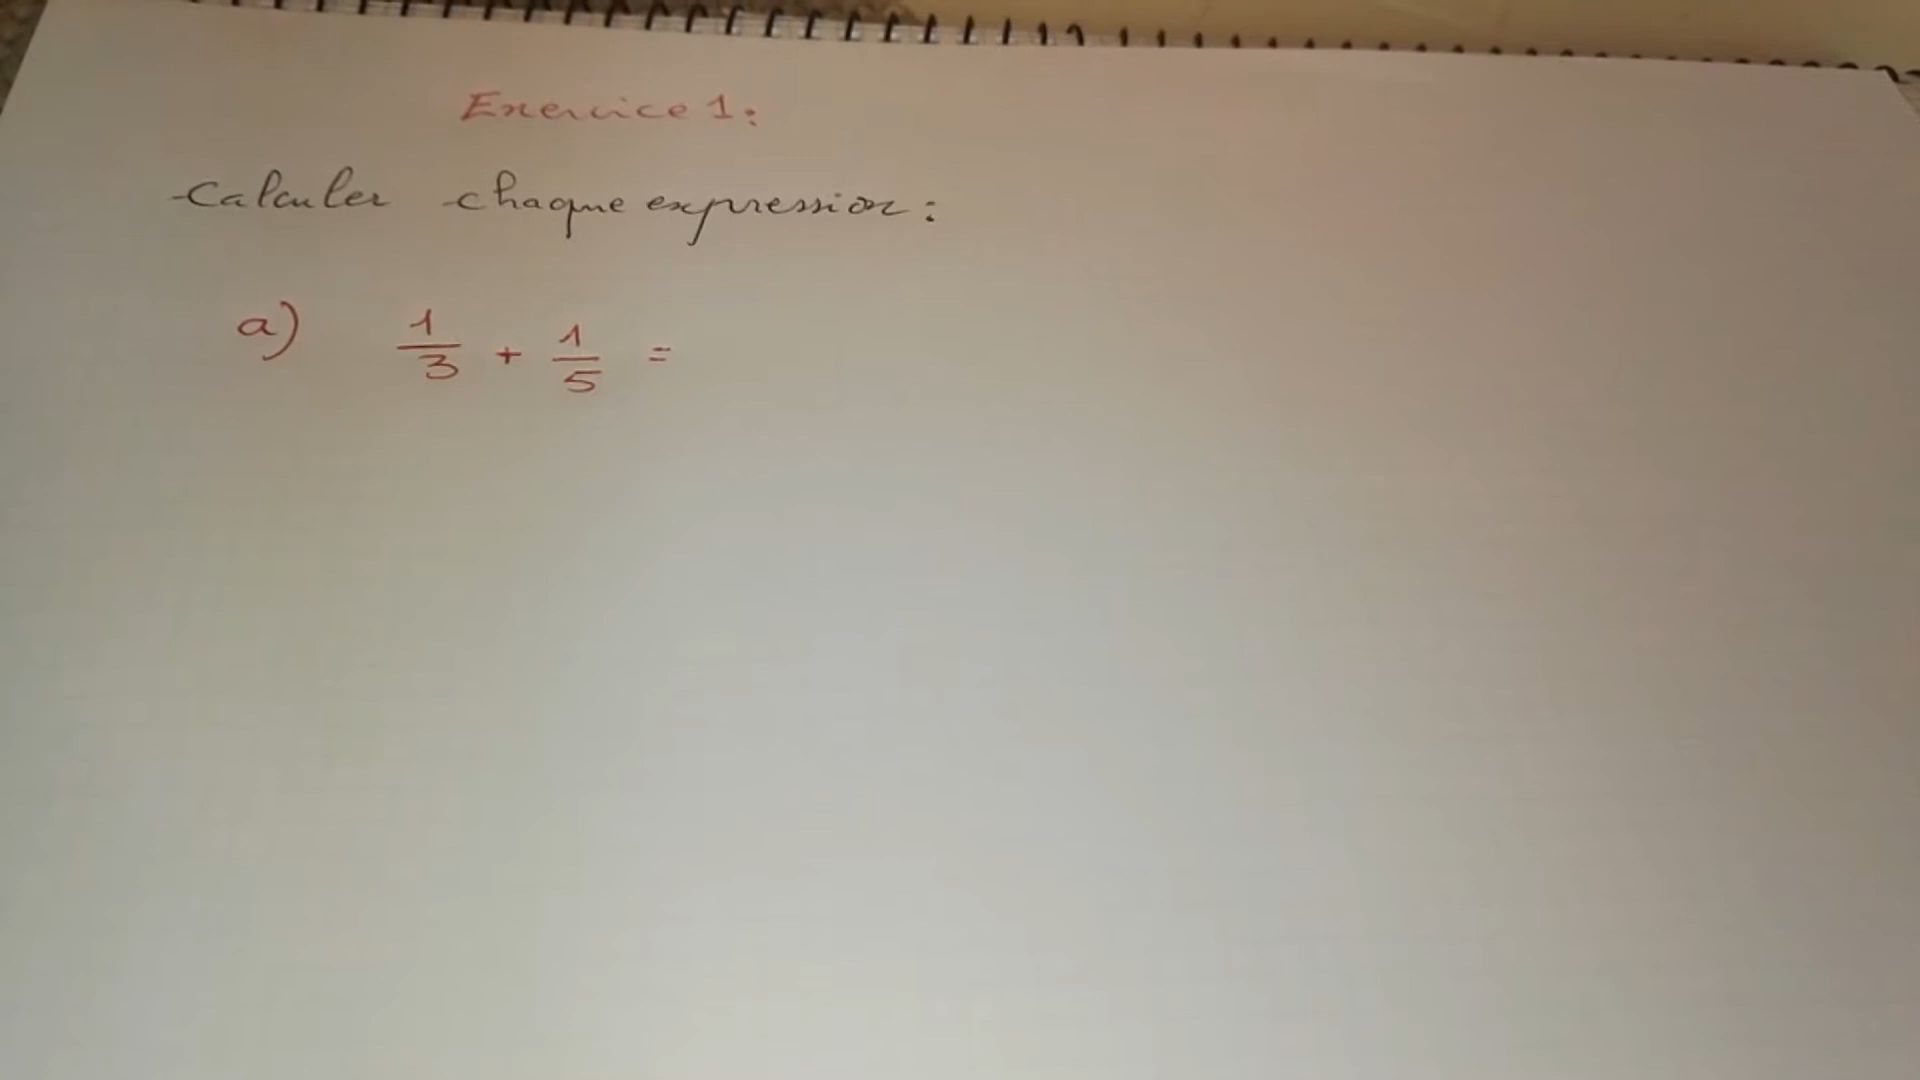 Exercice 1:
Calculer chaque expression:
a) 1/3 + 1/5 =